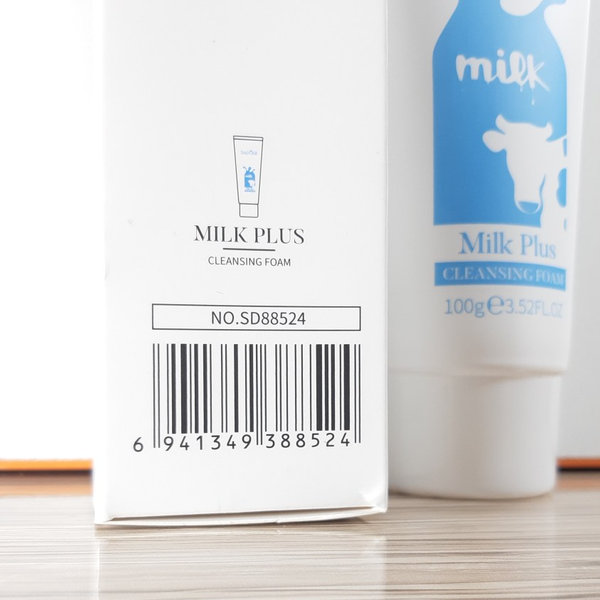 MILK PLUS
CLEANSING FOAM
NO.SD88524
6 941349 388524
milk
Milk Plus
CLEANSING FOAM
100g℮3.52FL.OZ